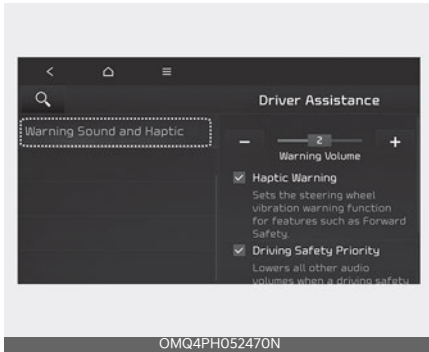 Driver Assistance
Warning Sound and Haptic
− 2 +
Warning Volume
Haptic Warning
Sets the steering wheel
vibration warning function
for features such as Forward
Safety.
Driving Safety Priority
Lowers all other audio
volumes when a driving safety
OMQ4PH052470N